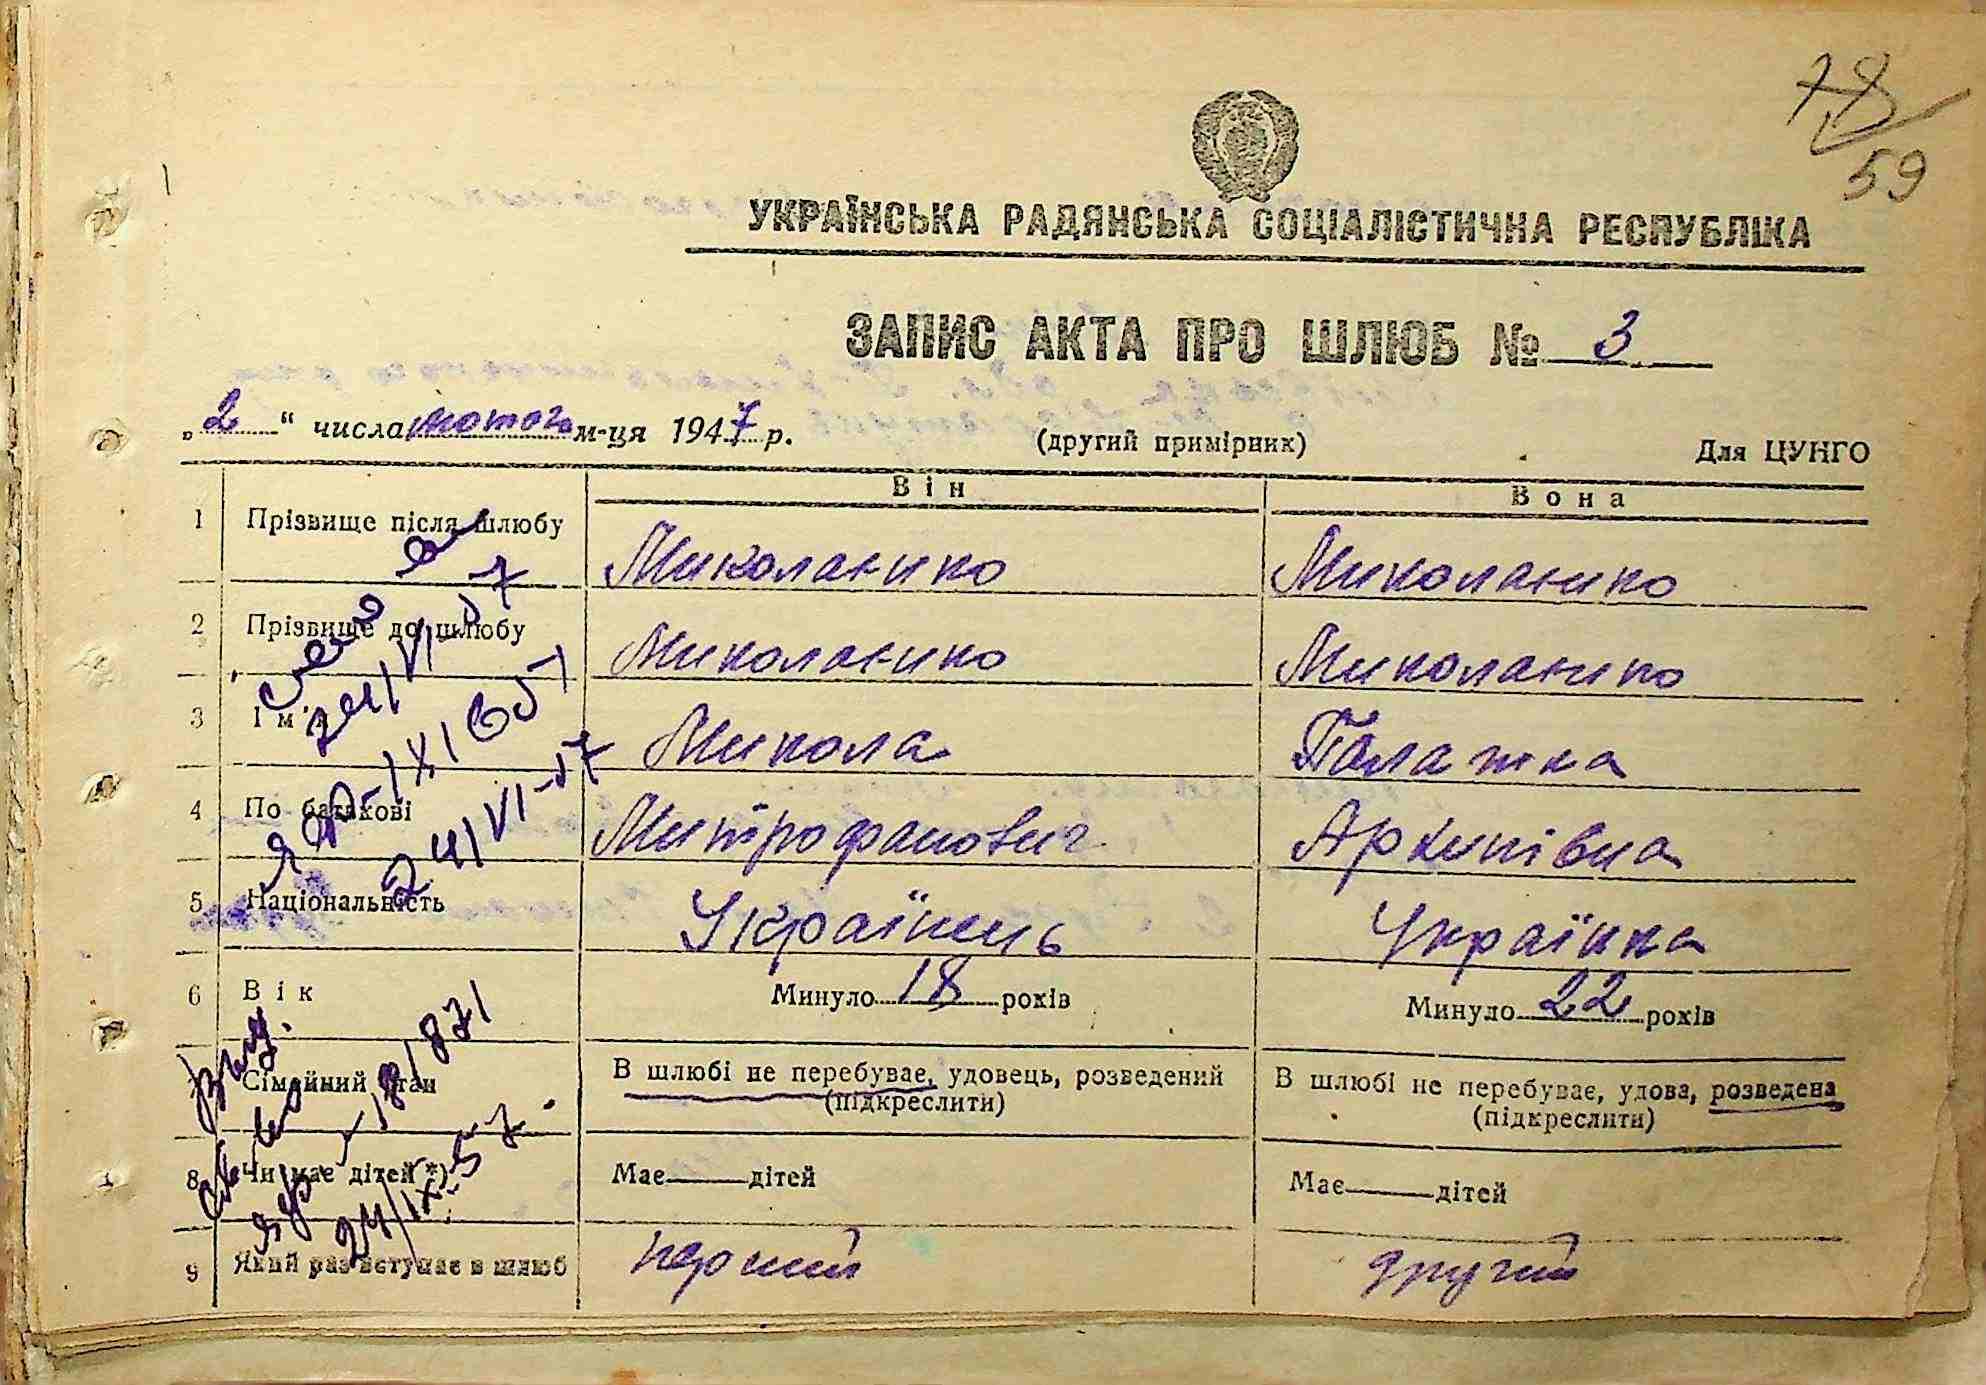 78
59
УКРАЇНСЬКА РАДЯНСЬКА СОЦІАЛІСТИЧНА РЕСПУБЛІКА
ЗАПИС АКТА ПРО ШЛЮБ № 3
„2“ числа лютого м-ця 1947 р. (другий примірник) Для ЦУНГО
Він Вона
1 Прізвище після шлюбу Миколаєнко Миколаєнко
2 Прізвище до шлюбу Миколаєнко Миколаєнко
3 Ім'я Микола Палажка
4 По батькові Митрофанович Архипівна
5 Національність Українець Українка
6 Вік Минуло 18 років Минуло 22 років
7 Сімейний стан В шлюбі не перебуває, удовець, розведений В шлюбі не перебуває, удова, розведена
(підкреслити) (підкреслити)
8 Чи має дітей *) Має — дітей Має — дітей
9 Який раз вступає в шлюб перший другий
24/VI-57
24/IX-57.